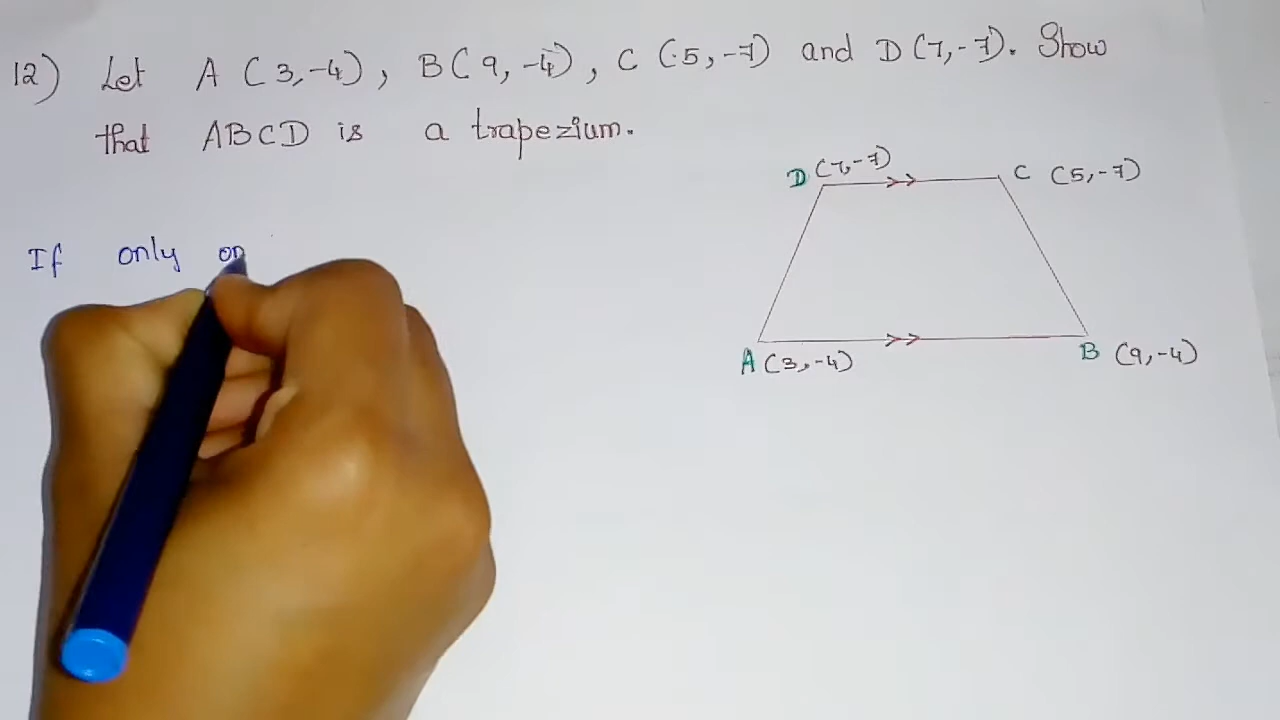 12) Let A (3,-4), B(9, -4), C (5,-7) and D(7,-7). Show
that ABCD is a trapezium.
D (7,-7)
C (5,-7)
If only on
A (3,-4)
B (9,-4)